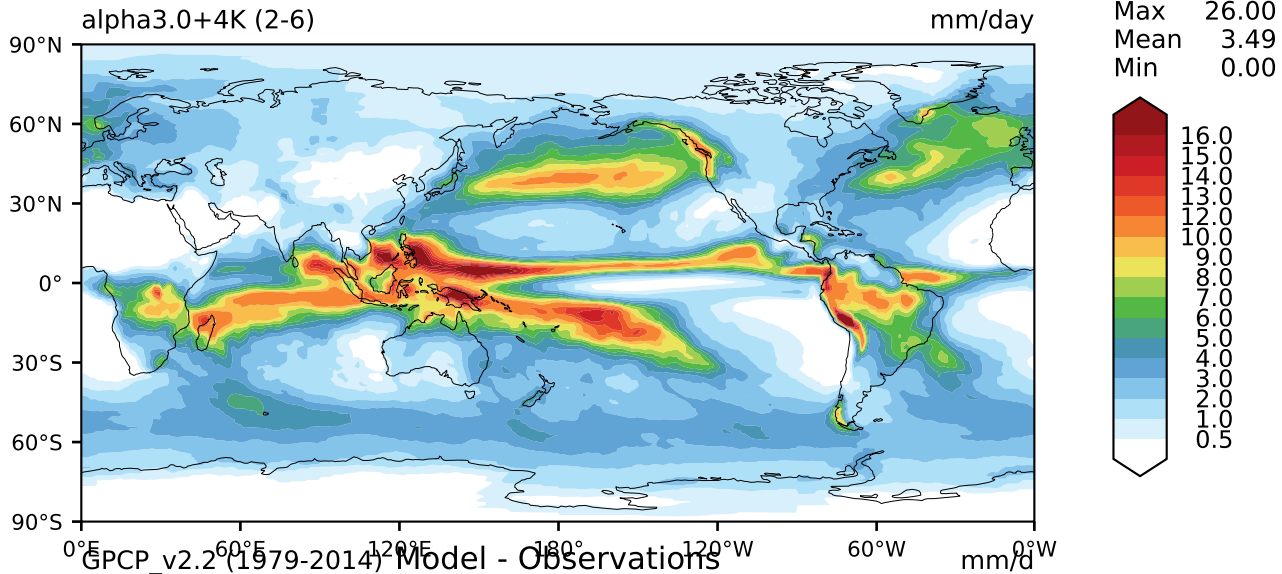 alpha3.0+4K (2-6) mm/day
Max 26.00
Mean 3.49
Min 0.00
90°N
60°N
30°N
0°
30°S
60°S
90°S
16.0
15.0
14.0
13.0
12.0
10.0
9.0
8.0
7.0
6.0
5.0
4.0
3.0
2.0
1.0
0.5
0°E 60°E 120°E 180° 120°W 60°W 0°W
GPCP_v2.2 (1979-2014) Model - Observations mm/d